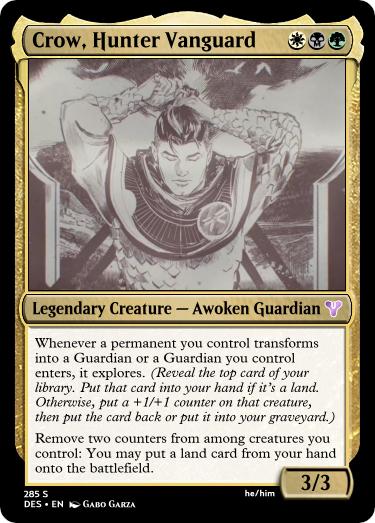 Crow, Hunter Vanguard
Legendary Creature — Awoken Guardian
Whenever a permanent you control transforms
into a Guardian or a Guardian you control
enters, it explores. (Reveal the top card of your
library. Put that card into your hand if it's a land.
Otherwise, put a +1/+1 counter on that creature,
then put the card back or put it into your graveyard.)
Remove two counters from among creatures you
control: You may put a land card from your hand
onto the battlefield.
3/3
285 S
he/him
DES • EN Gabo Garza